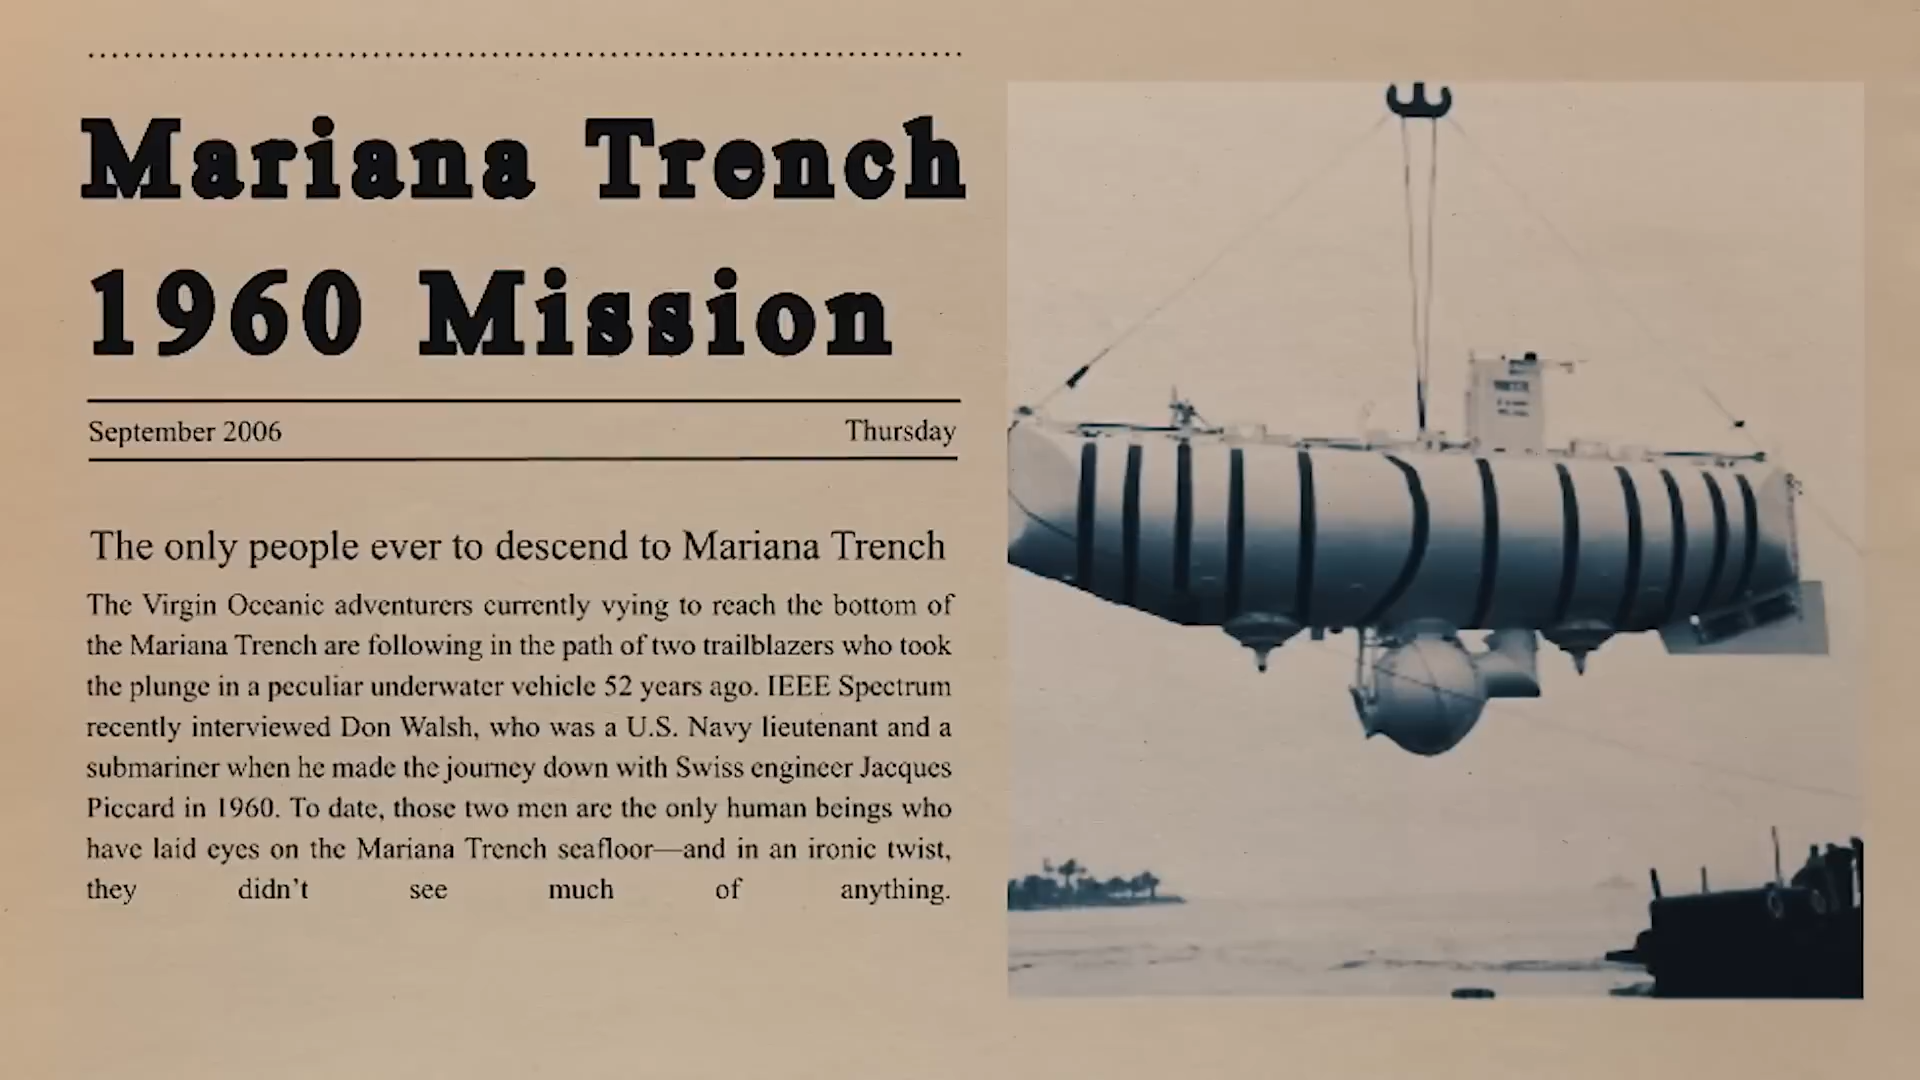 Mariana Trench
1960 Mission
September 2006 Thursday
The only people ever to descend to Mariana Trench
The Virgin Oceanic adventurers currently vying to reach the bottom of
the Mariana Trench are following in the path of two trailblazers who took
the plunge in a peculiar underwater vehicle 52 years ago. IEEE Spectrum
recently interviewed Don Walsh, who was a U.S. Navy lieutenant and a
submariner when he made the journey down with Swiss engineer Jacques
Piccard in 1960. To date, those two men are the only human beings who
have laid eyes on the Mariana Trench seafloor—and in an ironic twist,
they didn’t see much of anything.